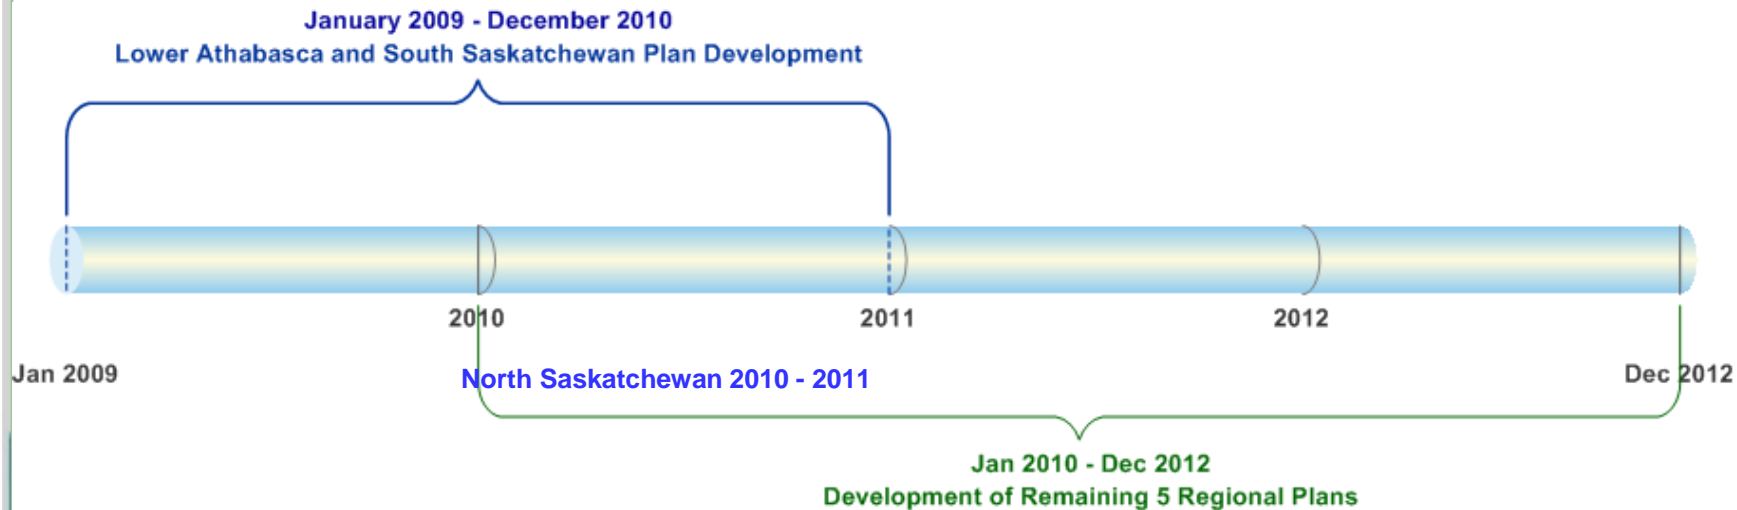 January 2009 - December 2010
Lower Athabasca and South Saskatchewan Plan Development
2010
2011
2012
Jan 2009
North Saskatchewan 2010 - 2011
Dec 2012
Jan 2010 - Dec 2012
Development of Remaining 5 Regional Plans